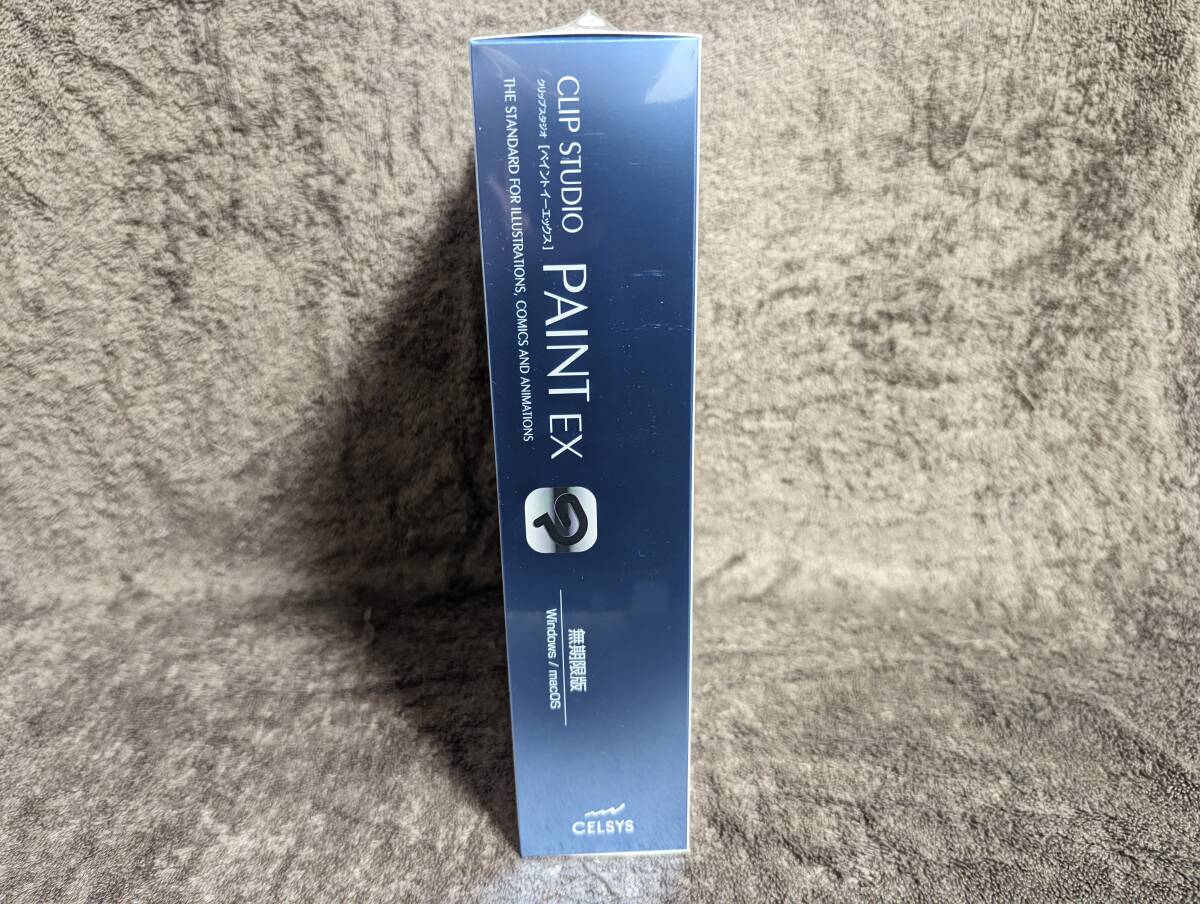 CLIP STUDIO PAINT EX
クリップスタジオ [ペイントイーエックス]
THE STANDARD FOR ILLUSTRATIONS, COMICS AND ANIMATIONS
無期限版
Windows / macOS
CELSYS